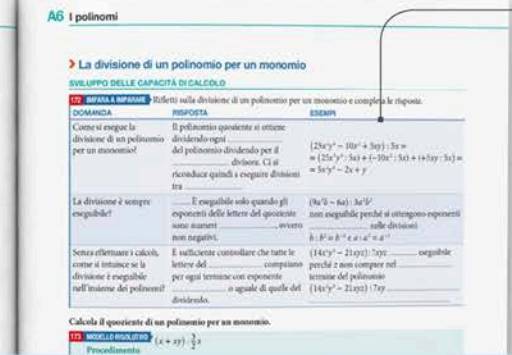 A6 I polinomi
La divisione di un polinomio per un monomio
SVILUPPO DELLE CAPACITÀ DI CALCOLO
172 IMPARA A IMPARARE Rifletti sulla divisione di un polinomio per un monomio e completa le risposte.
DOMANDA RISPOSTA ESEMPI
Come si esegue la
divisione di un polinomio
per un monomio?
Il polinomio quoziente si ottiene
dividendo ogni
del polinomio dividendo per il
divisore. Ci si
riconduce quindi a eseguire divisioni
tra
= 5x²y³ − 2x + y
La divisione è sempre
eseguibile?
È eseguibile solo quando gli
esponenti delle lettere del quoziente
sono numeri , ovvero
non negativi.
non eseguibile perché si ottengono esponenti
nelle divisioni
Senza effettuare i calcoli,
come si intuisce se la
divisione è eseguibile
nell'insieme dei polinomi?
È sufficiente controllare che tutte le
lettere del compaiano
per ogni termine con esponente
o uguale di quelle del
dividendo.
eseguibile
perché z non compare nel
termine del polinomio
Calcola il quoziente di un polinomio per un monomio.
173 MODELLO RISOLUTIVO (x + xy) : 3/2 x
Procedimento